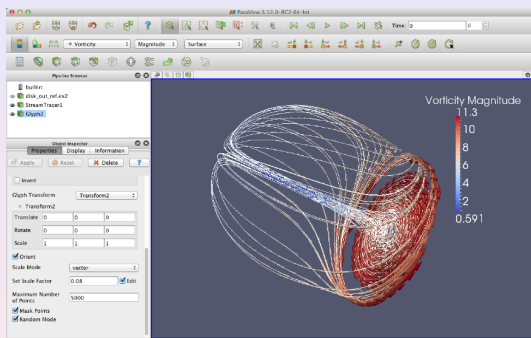 ParaView 3.12.0-RC2 64-bit
Time: 0
0
Vorticity
Magnitude
Surface
Pipeline Browser
builtin:
disk_out_ref.ex2
StreamTracer1
Glyph2
Object Inspector
Properties Display Information
Apply Reset Delete ?
Invert
Glyph Transform Transform2
Transform2
Translate 0 0 0
Rotate 0 0 0
Scale 1 1 1
Orient
Scale Mode vector
Set Scale Factor 0.08 Edit
Maximum Number
of Points 5000
Mask Points
Random Mode
Vorticity Magnitude
11.3
10
8
6
4
2
0.591